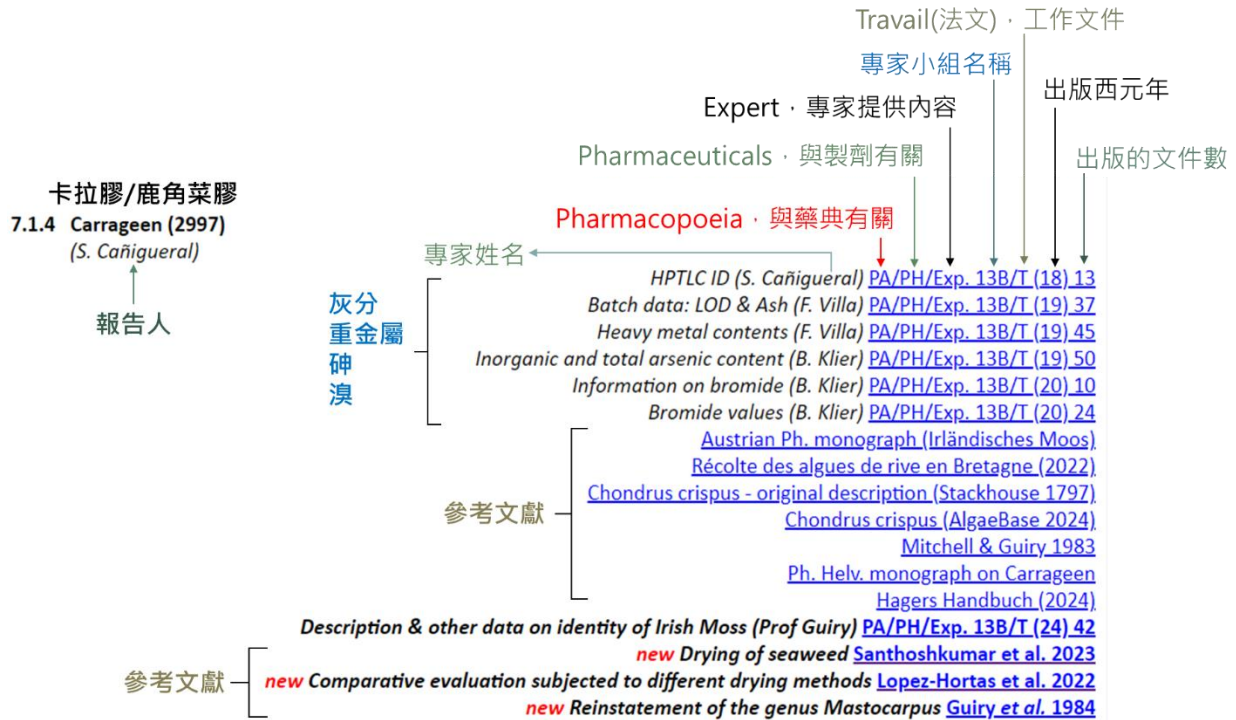 Travail(法文)，工作文件
專家小組名稱
Expert，專家提供內容
出版西元年
Pharmaceuticals，與製劑有關
出版的文件數
卡拉膠/鹿角菜膠
7.1.4 Carrageen (2997)
(S. Cañigueral)
報告人
Pharmacopoeia，與藥典有關
專家姓名
HPTLC ID (S. Cañigueral) PA/PH/Exp. 13B/T (18) 13
Batch data: LOD & Ash (F. Villa) PA/PH/Exp. 13B/T (19) 37
Heavy metal contents (F. Villa) PA/PH/Exp. 13B/T (19) 45
Inorganic and total arsenic content (B. Klier) PA/PH/Exp. 13B/T (19) 50
Information on bromide (B. Klier) PA/PH/Exp. 13B/T (20) 10
Bromide values (B. Klier) PA/PH/Exp. 13B/T (20) 24
灰分
重金屬
砷
溴
Austrian Ph. monograph (Irländisches Moos)
Récolte des algues de rive en Bretagne (2022)
Chondrus crispus - original description (Stackhouse 1797)
Chondrus crispus (AlgaeBase 2024)
Mitchell & Guiry 1983
Ph. Helv. monograph on Carrageen
Hagers Handbuch (2024)
參考文獻
Description & other data on identity of Irish Moss (Prof Guiry) PA/PH/Exp. 13B/T (24) 42
new Drying of seaweed Santhoshkumar et al. 2023
new Comparative evaluation subjected to different drying methods Lopez-Hortas et al. 2022
new Reinstatement of the genus Mastocarpus Guiry et al. 1984
參考文獻